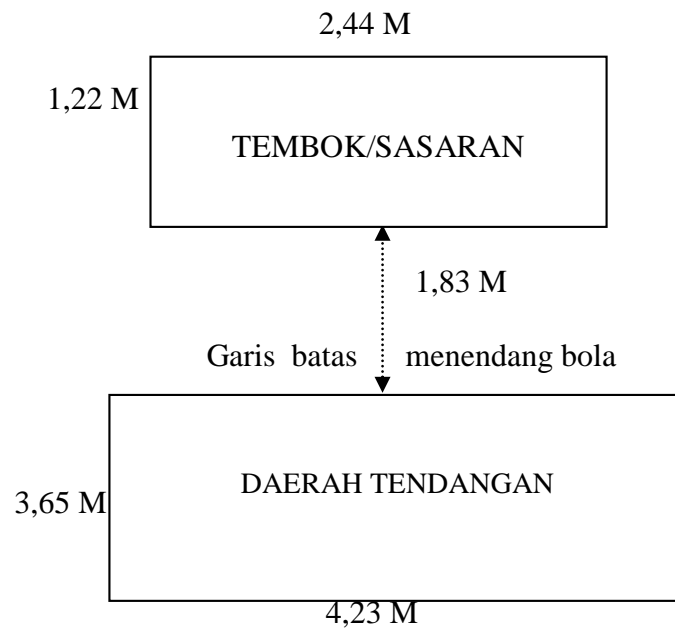 2,44 M
1,22 M
TEMBOK/SASARAN
1,83 M
Garis batas menendang bola
DAERAH TENDANGAN
3,65 M
4,23 M